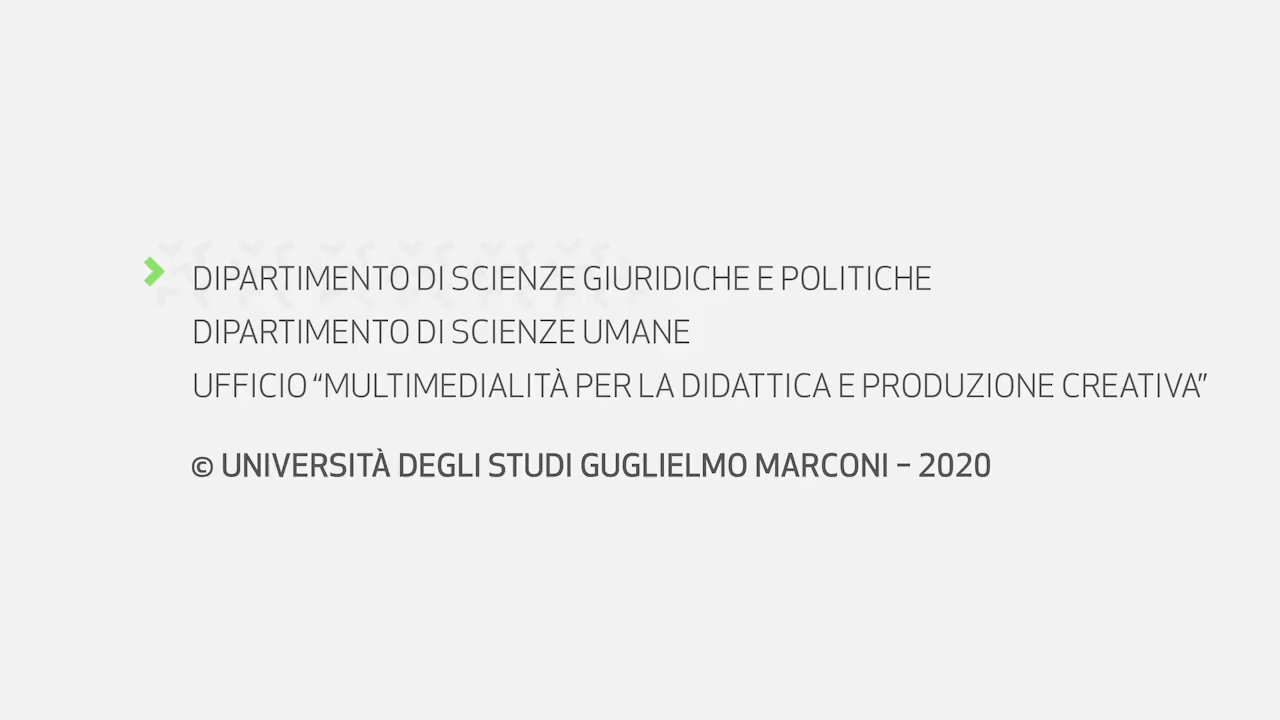 DIPARTIMENTO DI SCIENZE GIURIDICHE E POLITICHE
DIPARTIMENTO DI SCIENZE UMANE
UFFICIO “MULTIMEDIALITÀ PER LA DIDATTICA E PRODUZIONE CREATIVA”
© UNIVERSITÀ DEGLI STUDI GUGLIELMO MARCONI – 2020